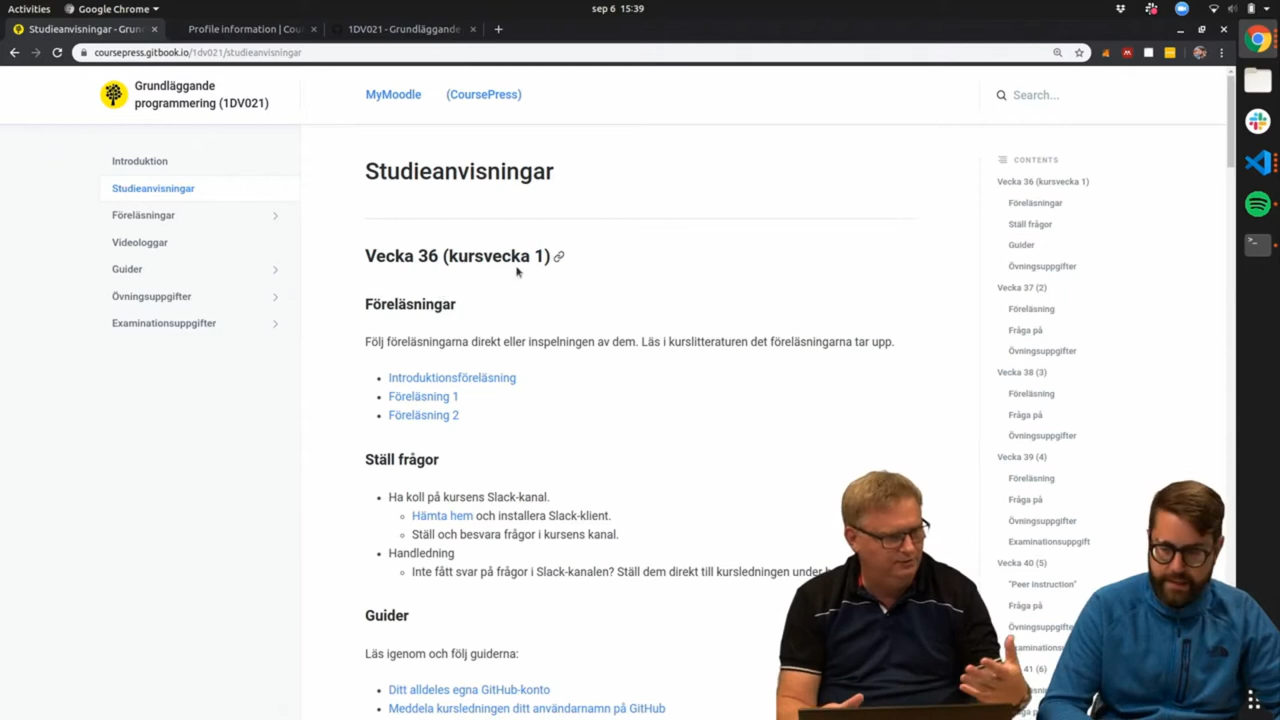 Activities
Google Chrome
sep 6 15:39
Studieanvisningar - Grun
Profile information | Cou
1DV021 - Grundläggande
coursepress.gitbook.io/1dv021/studieanvisningar
Grundläggande
programmering (1DV021)
MyMoodle
(CoursePress)
Search...
Introduktion
Studieanvisningar
Föreläsningar
Videologgar
Guider
Övningsuppgifter
Examinationsuppgifter
Studieanvisningar
Vecka 36 (kursvecka 1)
Föreläsningar
Följ föreläsningarna direkt eller inspelningen av dem. Läs i kurslitteraturen det föreläsningarna tar upp.
Introduktionsföreläsning
Föreläsning 1
Föreläsning 2
Ställ frågor
Ha koll på kursens Slack-kanal.
Hämta hem och installera Slack-klient.
Ställ och besvara frågor i kursens kanal.
Handledning
Inte fått svar på frågor i Slack-kanalen? Ställ dem direkt till kursledningen under
Guider
Läs igenom och följ guiderna:
Ditt alldeles egna GitHub-konto
Meddela kursledningen ditt användarnamn på GitHub
CONTENTS
Vecka 36 (kursvecka 1)
Föreläsningar
Ställ frågor
Guider
Övningsuppgifter
Vecka 37 (2)
Föreläsning
Fråga på
Övningsuppgifter
Vecka 38 (3)
Föreläsning
Fråga på
Övningsuppgifter
Vecka 39 (4)
Föreläsning
Fråga på
Övningsuppgifter
Examinationsuppgift
Vecka 40 (5)
"Peer instruction"
Fråga på
Övningsuppgifte
xaminationsu
41 (6)